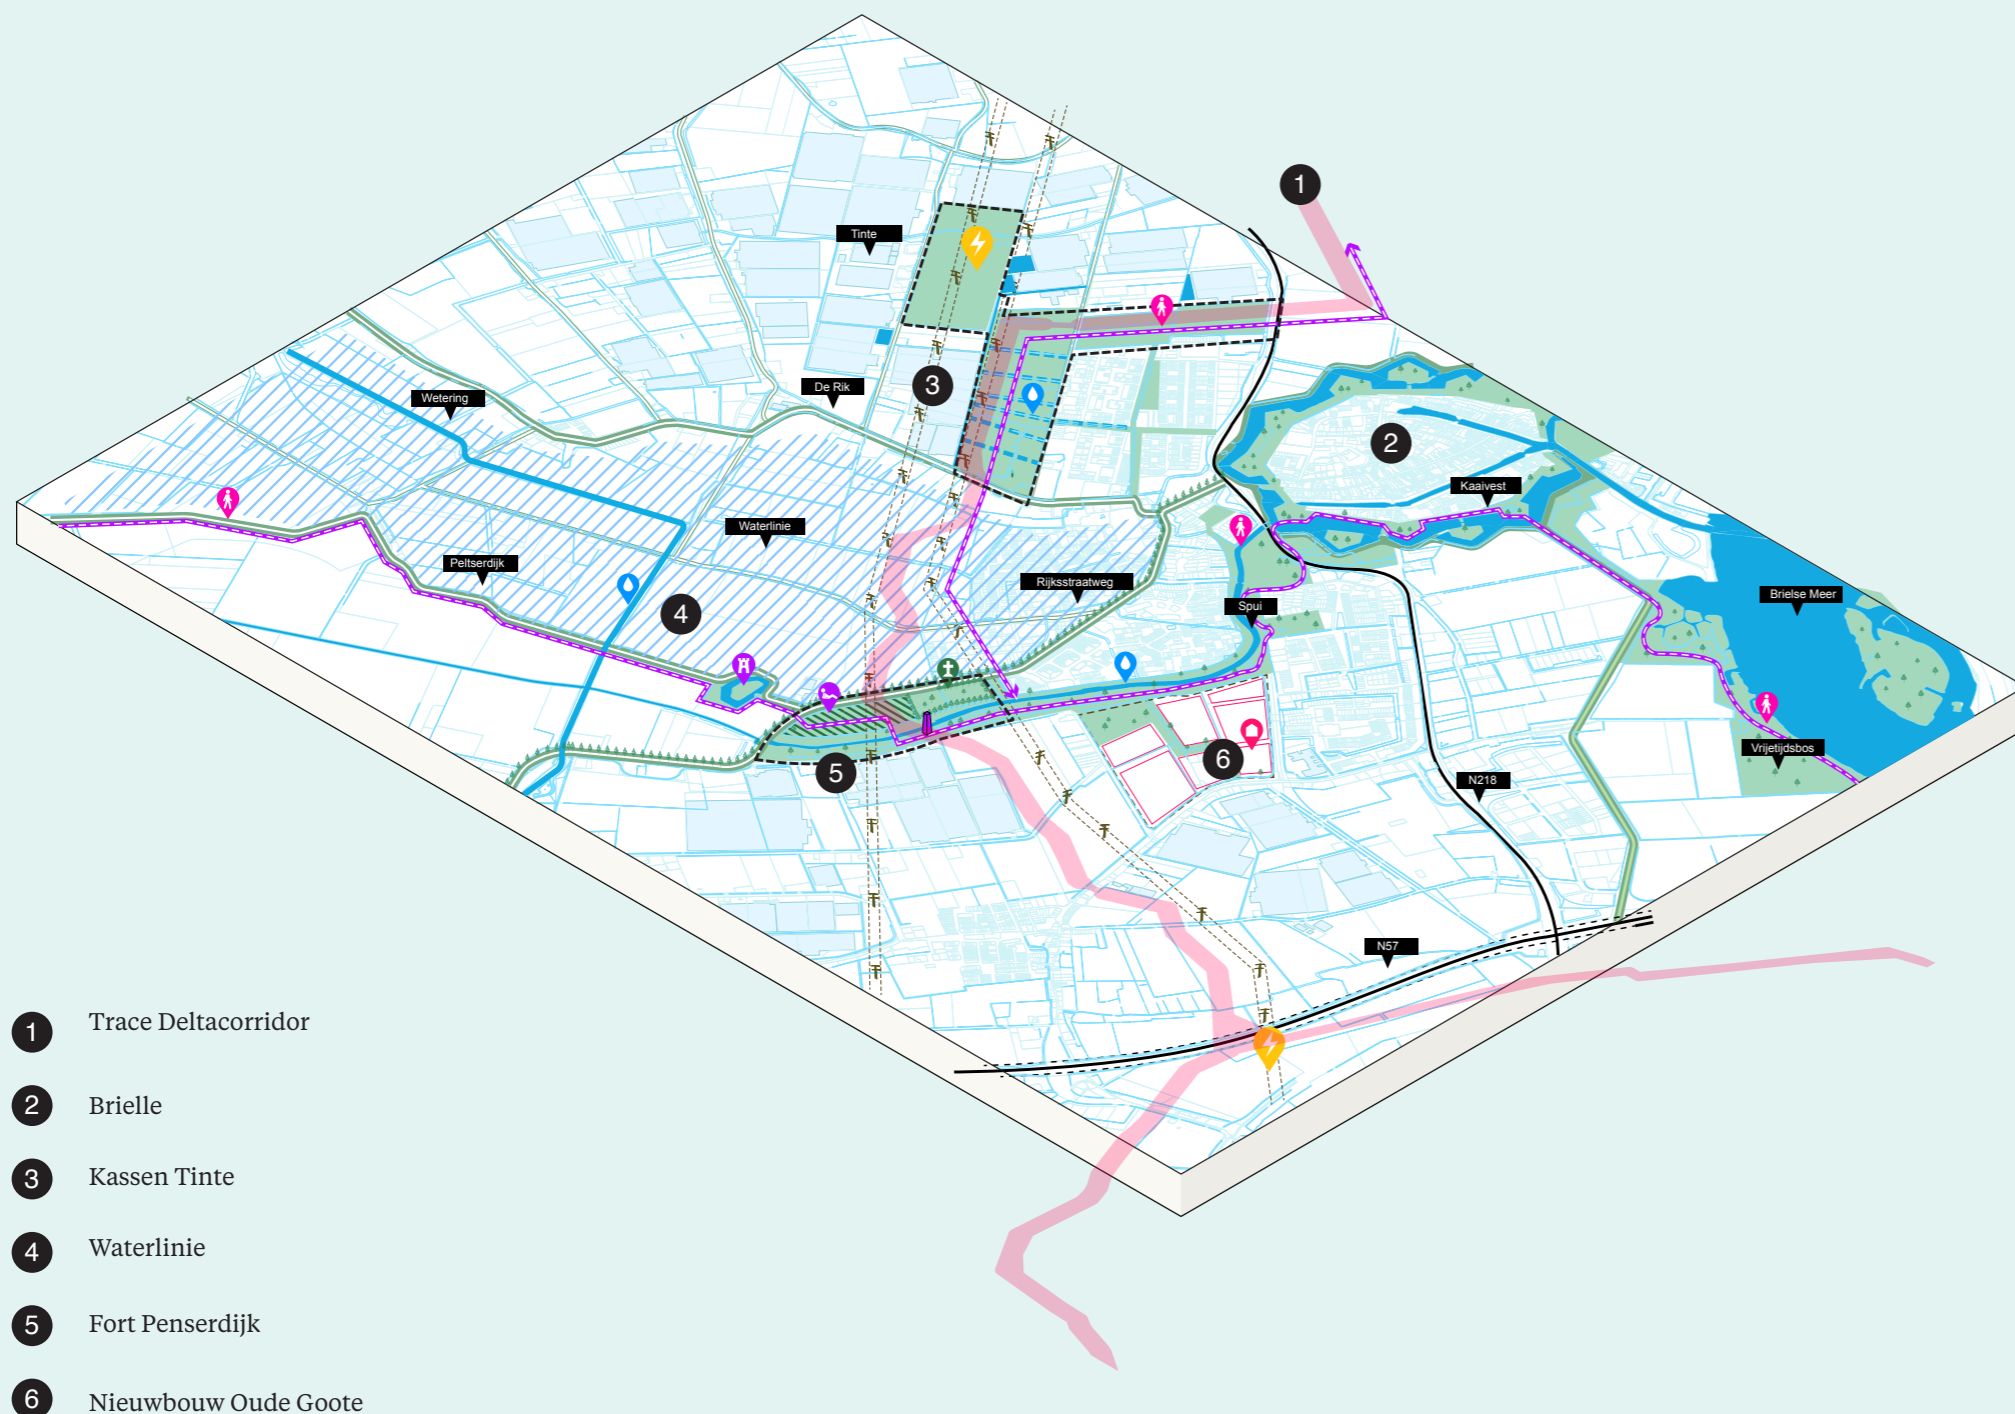 1
Tinte
3
De Rik
Wetering
2
Kaaivest
Waterlinie
Peltserdijk
Rijksstraatweg
4
Spui
Brielse Meer
Vrijetijdsbos
6
5
N218
N57
1 Trace Deltacorridor
2 Brielle
3 Kassen Tinte
4 Waterlinie
5 Fort Penserdijk
6 Nieuwbouw Oude Goote